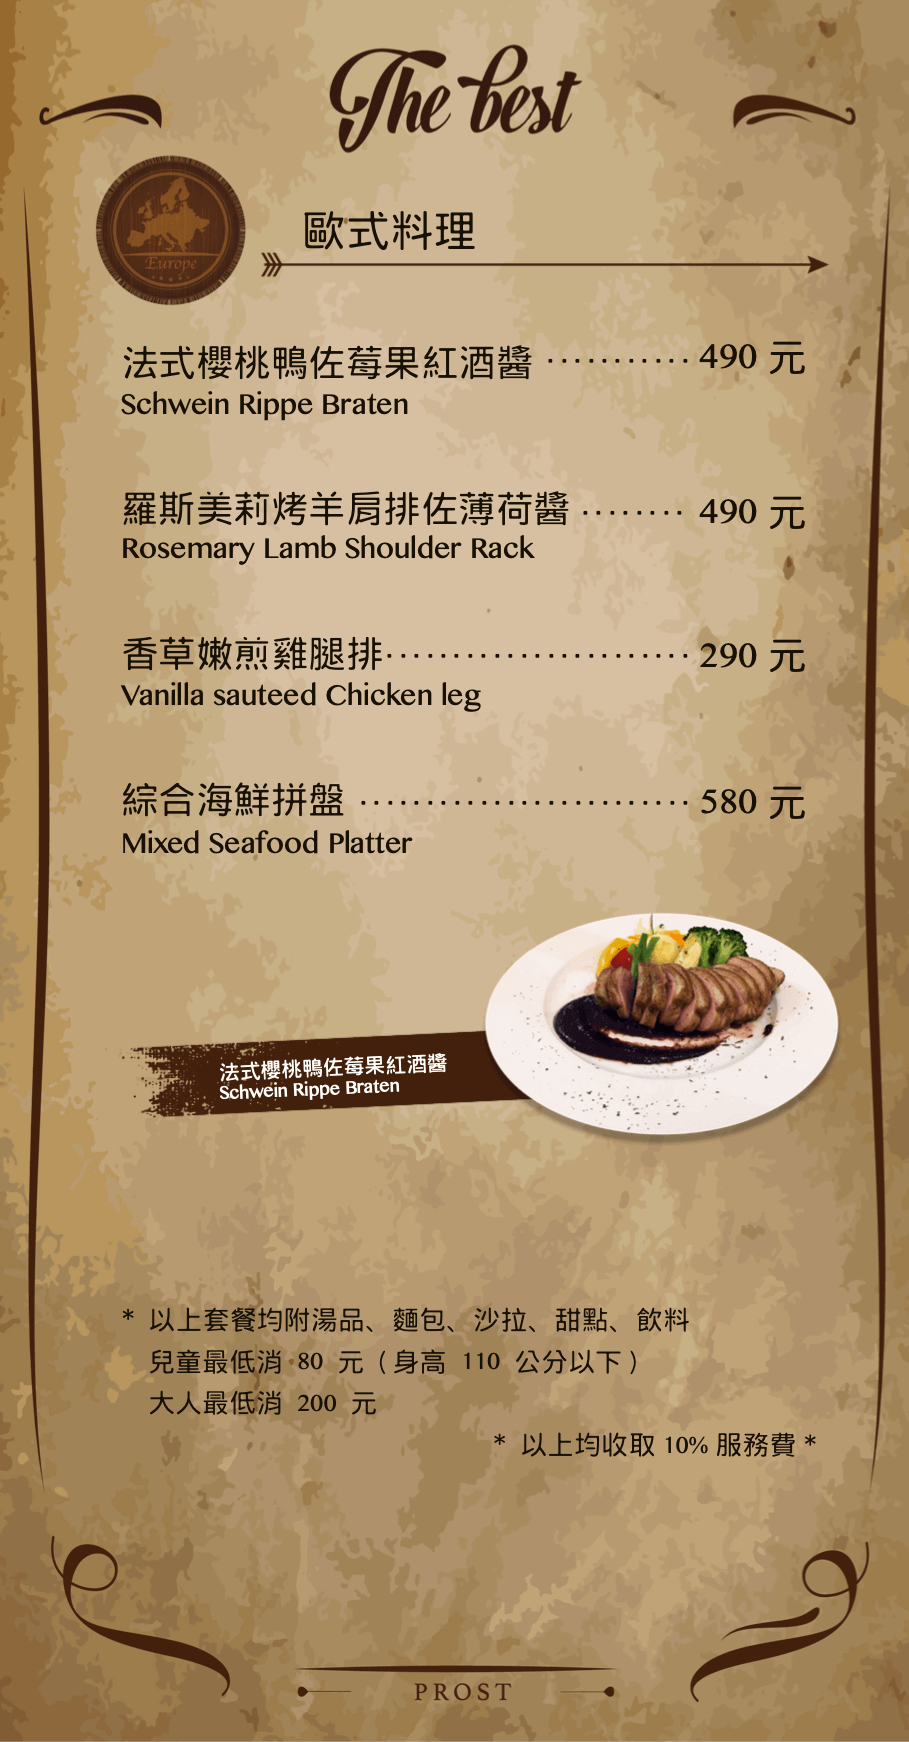 The best
Europe
歐式料理
法式櫻桃鴨佐莓果紅酒醬 ··········· 490 元
Schwein Rippe Braten
羅斯美莉烤羊肩排佐薄荷醬 ········ 490 元
Rosemary Lamb Shoulder Rack
香草嫩煎雞腿排······················· 290 元
Vanilla sauteed Chicken leg
綜合海鮮拼盤 ························· 580 元
Mixed Seafood Platter
法式櫻桃鴨佐莓果紅酒醬
Schwein Rippe Braten
* 以上套餐均附湯品、麵包、沙拉、甜點、飲料
兒童最低消 80 元 ( 身高 110 公分以下 )
大人最低消 200 元
* 以上均收取 10% 服務費 *
PROST